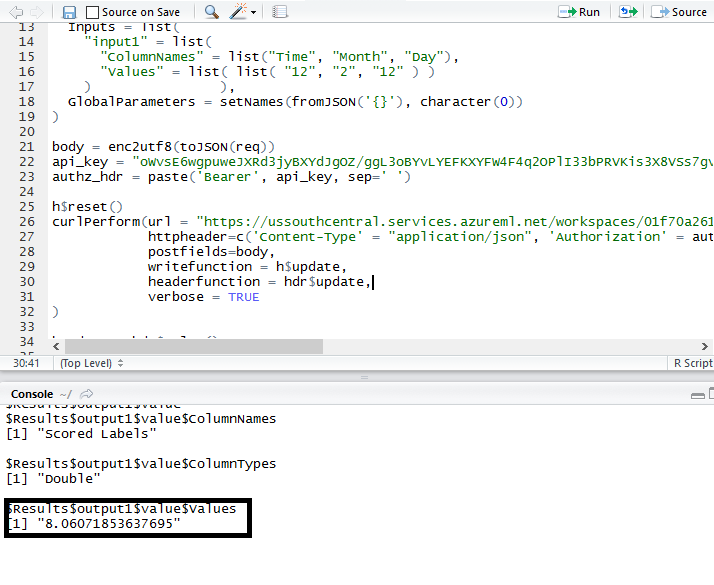 Source on Save Run Source
13 Inputs = list(
14 "input1" = list(
15 "ColumnNames" = list("Time", "Month", "Day"),
16 "Values" = list( list( "12", "2", "12" ) )
17 ) ),
18 GlobalParameters = setNames(fromJSON('{}'), character(0))
19 )
20
21 body = enc2utf8(toJSON(req))
22 api_key = "oWvsE6wgpuweJXRd3jyBXYdJgOZ/ggL3oBYvLYEFKXYFW4F4q2OPlI33bPRVKis3X8VSs7gv
23 authz_hdr = paste('Bearer', api_key, sep=' ')
24
25 h$reset()
26 curlPerform(url = "https://ussouthcentral.services.azureml.net/workspaces/01f70a261
27 httpheader=c('Content-Type' = "application/json", 'Authorization' = aut
28 postfields=body,
29 writefunction = h$update,
30 headerfunction = hdr$update,
31 verbose = TRUE
32 )
33
34
30:41 (Top Level) R Script
Console ~/
$Results$output1$value
$Results$output1$value$ColumnNames
[1] "Scored Labels"
$Results$output1$value$ColumnTypes
[1] "Double"
$Results$output1$value$Values
[1] "8.06071853637695"